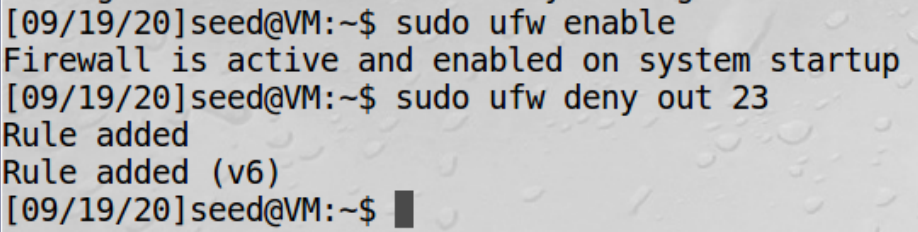 [09/19/20]seed@VM:~$ sudo ufw enable
Firewall is active and enabled on system startup
[09/19/20]seed@VM:~$ sudo ufw deny out 23
Rule added
Rule added (v6)
[09/19/20]seed@VM:~$